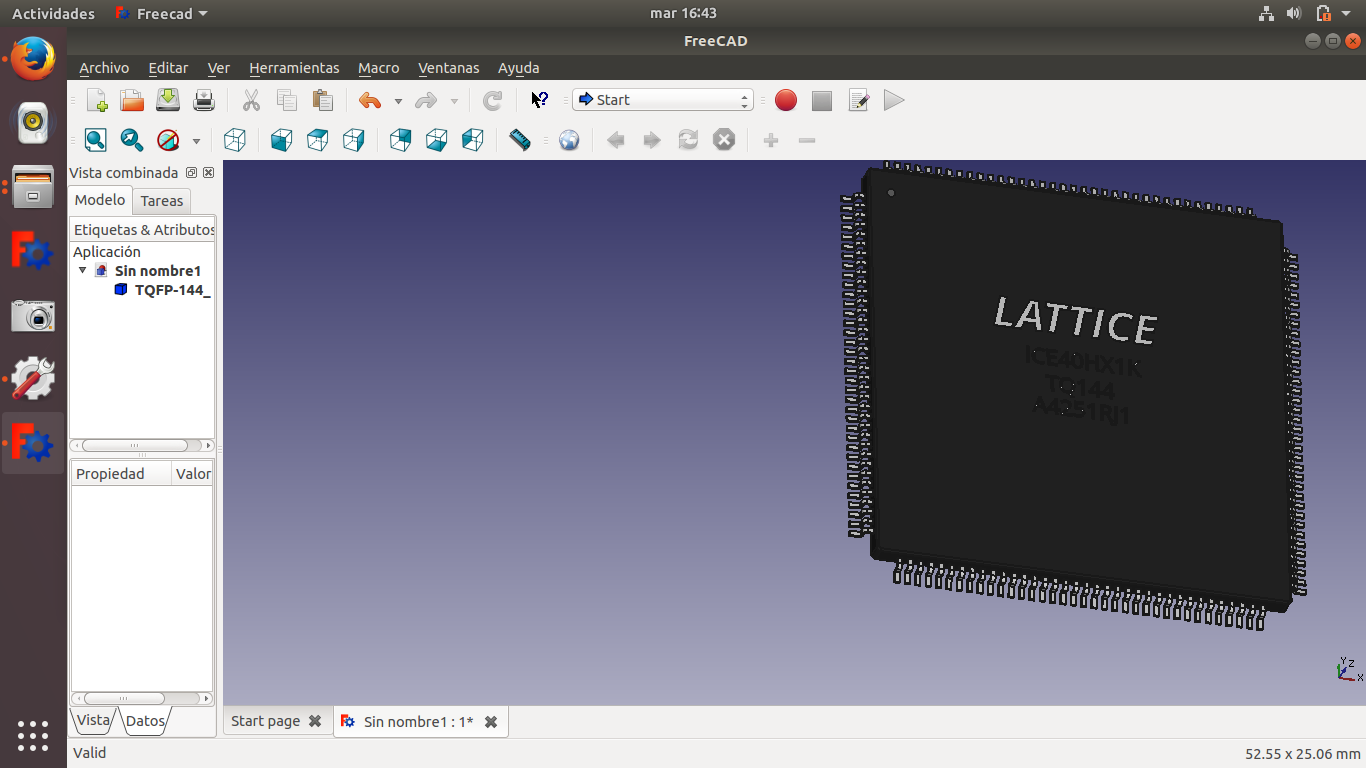 Actividades Freecad mar 16:43
FreeCAD
Archivo Editar Ver Herramientas Macro Ventanas Ayuda
Start
Vista combinada
Modelo Tareas
Etiquetas & Atributos
Aplicación
Sin nombre1
TQFP-144_
Propiedad Valor
Vista Datos
LATTICE
ICE40HX1K
TQ144
A4251RJ1
Y Z
X
Start page Sin nombre1 : 1*
Valid 52.55 x 25.06 mm